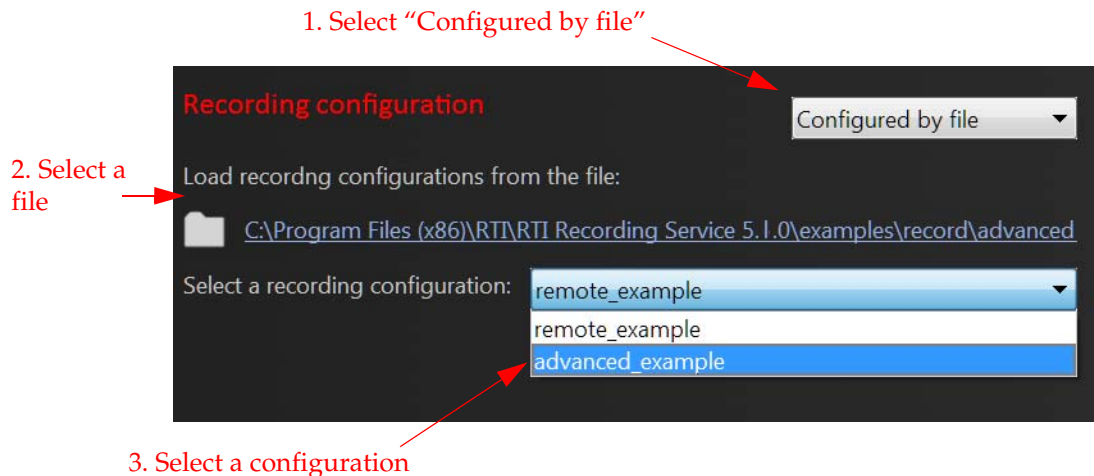 1. Select “Configured by file”
Recording configuration
Configured by file
2. Select a
file
Load recordng configurations from the file:
C:\Program Files (x86)\RTI\RTI Recording Service 5.1.0\examples\record\advanced
Select a recording configuration:
remote_example
remote_example
advanced_example
3. Select a configuration